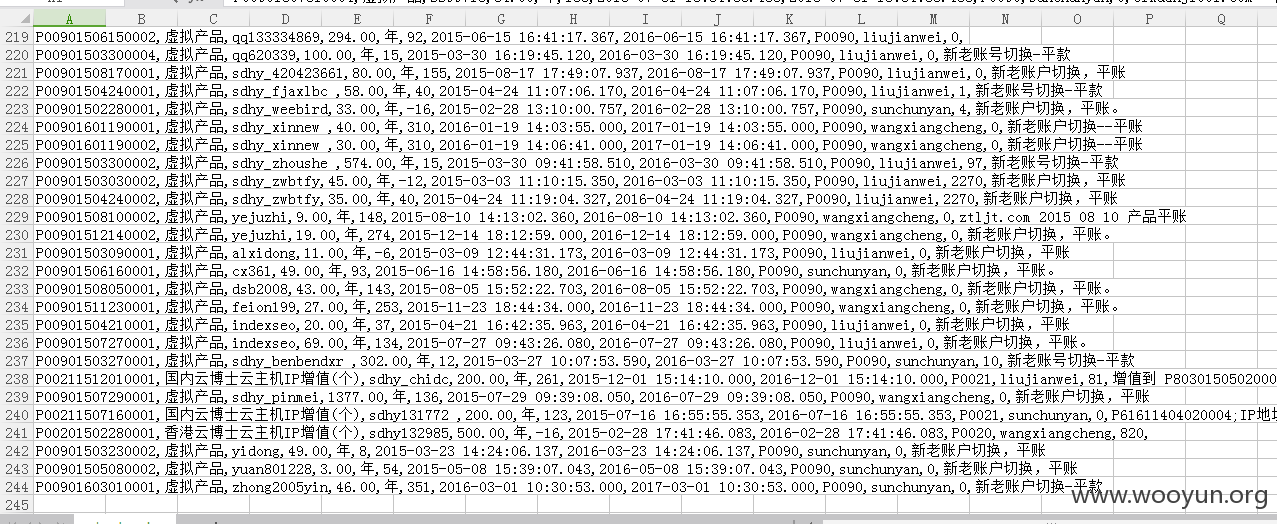 A B C D E F G H I J K L M N O P Q
219 P00901506150002,虚拟产品,qq133334869,294.00,年,92,2015-06-15 16:41:17.367,2016-06-15 16:41:17.367,P0090,liujianwei,0,
220 P00901503300004,虚拟产品,qq620339,100.00,年,15,2015-03-30 16:19:45.120,2016-03-30 16:19:45.120,P0090,liujianwei,0,新老账号切换-平款
221 P00901508170001,虚拟产品,sdhy_420423661,80.00,年,155,2015-08-17 17:49:07.937,2016-08-17 17:49:07.937,P0090,liujianwei,0,新老账户切换，平账
222 P00901504240001,虚拟产品,sdhy_fjaxlbc ,58.00,年,40,2015-04-24 11:07:06.170,2016-04-24 11:07:06.170,P0090,liujianwei,1,新老账号切换-平款
223 P00901502280001,虚拟产品,sdhy_weebird,33.00,年,-16,2015-02-28 13:10:00.757,2016-02-28 13:10:00.757,P0090,sunchunyan,4,新老账户切换，平账。
224 P00901601190001,虚拟产品,sdhy_xinnew ,40.00,年,310,2016-01-19 14:03:55.000,2017-01-19 14:03:55.000,P0090,wangxiangcheng,0,新老账户切换--平账
225 P00901601190002,虚拟产品,sdhy_xinnew ,30.00,年,310,2016-01-19 14:06:41.000,2017-01-19 14:06:41.000,P0090,wangxiangcheng,0,新老账户切换--平账
226 P00901503300002,虚拟产品,sdhy_zhoushe ,574.00,年,15,2015-03-30 09:41:58.510,2016-03-30 09:41:58.510,P0090,liujianwei,97,新老账号切换-平款
227 P00901503030002,虚拟产品,sdhy_zwbtfy,45.00,年,-12,2015-03-03 11:10:15.350,2016-03-03 11:10:15.350,P0090,liujianwei,2270,新老账户切换，平账
228 P00901504240002,虚拟产品,sdhy_zwbtfy,35.00,年,40,2015-04-24 11:19:04.327,2016-04-24 11:19:04.327,P0090,liujianwei,2270,新老账户切换，平账
229 P00901508100002,虚拟产品,yejuzhi,9.00,年,148,2015-08-10 14:13:02.360,2016-08-10 14:13:02.360,P0090,wangxiangcheng,0,ztljt.com 2015 08 10 产品平账
230 P00901512140002,虚拟产品,yejuzhi,19.00,年,274,2015-12-14 18:12:59.000,2016-12-14 18:12:59.000,P0090,wangxiangcheng,0,新老账户切换，平账。
231 P00901503090001,虚拟产品,aixidong,11.00,年,-6,2015-03-09 12:44:31.173,2016-03-09 12:44:31.173,P0090,liujianwei,0,新老账户切换，平账
232 P00901506160001,虚拟产品,cx361,49.00,年,93,2015-06-16 14:58:56.180,2016-06-16 14:58:56.180,P0090,sunchunyan,0,新老账户切换，平账。
233 P00901508050001,虚拟产品,dsb2008,43.00,年,143,2015-08-05 15:52:22.703,2016-08-05 15:52:22.703,P0090,wangxiangcheng,0,新老账户切换，平账。
234 P00901511230001,虚拟产品,feion199,27.00,年,253,2015-11-23 18:44:34.000,2016-11-23 18:44:34.000,P0090,wangxiangcheng,0,新老账户切换，平账。
235 P00901504210001,虚拟产品,indexseo,20.00,年,37,2015-04-21 16:42:35.963,2016-04-21 16:42:35.963,P0090,liujianwei,0,新老账户切换，平账
236 P00901507270001,虚拟产品,indexseo,69.00,年,134,2015-07-27 09:43:26.080,2016-07-27 09:43:26.080,P0090,liujianwei,0,新老账户切换，平账。
237 P00901503270001,虚拟产品,sdhy_benbendxr ,302.00,年,12,2015-03-27 10:07:53.590,2016-03-27 10:07:53.590,P0090,sunchunyan,10,新老账号切换-平款
238 P00211512010001,国内云博士云主机IP增值(个),sdhy_chidc,200.00,年,261,2015-12-01 15:14:10.000,2016-12-01 15:14:10.000,P0021,liujianwei,81,增值到 P8030150502000
239 P00901507290001,虚拟产品,sdhy_pinmei,1377.00,年,136,2015-07-29 09:39:08.050,2016-07-29 09:39:08.050,P0090,wangxiangcheng,0,新老账户切换，平账。
240 P00211507160001,国内云博士云主机IP增值(个),sdhy131772 ,200.00,年,123,2015-07-16 16:55:55.353,2016-07-16 16:55:55.353,P0021,sunchunyan,0,P61611404020004;IP地址
241 P00201502280001,香港云博士云主机IP增值(个),sdhy132985,500.00,年,-16,2015-02-28 17:41:46.083,2016-02-28 17:41:46.083,P0020,wangxiangcheng,820,
242 P00901503230002,虚拟产品,yidong,49.00,年,8,2015-03-23 14:24:06.137,2016-03-23 14:24:06.137,P0090,sunchunyan,0,新老账户切换，平账
243 P00901505080002,虚拟产品,yuan801228,3.00,年,54,2015-05-08 15:39:07.043,2016-05-08 15:39:07.043,P0090,sunchunyan,0,新老账户切换，平账
244 P00901603010001,虚拟产品,zhong2005yin,46.00,年,351,2016-03-01 10:30:53.000,2017-03-01 10:30:53.000,P0090,sunchunyan,0,新老账户切换-平款
245
www.wooyun.org